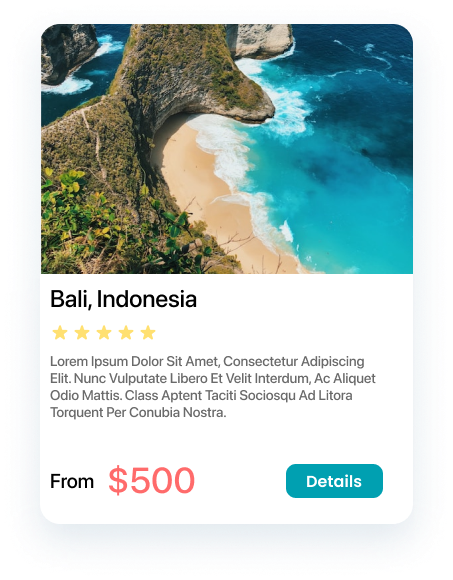 Bali, Indonesia
Lorem Ipsum Dolor Sit Amet, Consectetur Adipiscing
Elit. Nunc Vulputate Libero Et Velit Interdum, Ac Aliquet
Odio Mattis. Class Aptent Taciti Sociosqu Ad Litora
Torquent Per Conubia Nostra.
From $500 Details